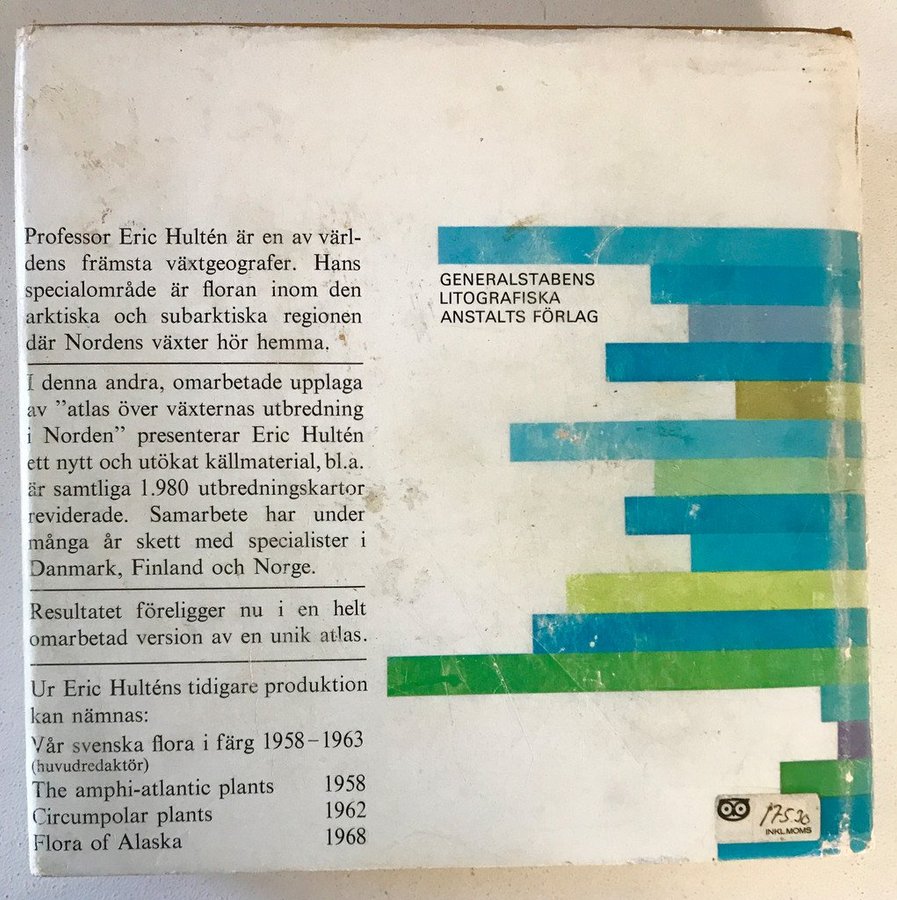 Professor Eric Hultén är en av värl-
dens främsta växtgeografer. Hans
specialområde är floran inom den
arktiska och subarktiska regionen
där Nordens växter hör hemma.
I denna andra, omarbetade upplaga
av ”atlas över växternas utbredning
i Norden” presenterar Eric Hultén
ett nytt och utökat källmaterial, bl.a.
är samtliga 1.980 utbredningskartor
reviderade. Samarbete har under
många år skett med specialister i
Danmark, Finland och Norge.
Resultatet föreligger nu i en helt
omarbetad version av en unik atlas.
Ur Eric Hulténs tidigare produktion
kan nämnas:
Vår svenska flora i färg 1958–1963
(huvudredaktör)
The amphi-atlantic plants 1958
Circumpolar plants 1962
Flora of Alaska 1968
GENERALSTABENS
LITOGRAFISKA
ANSTALTS FÖRLAG
INKL.MOMS